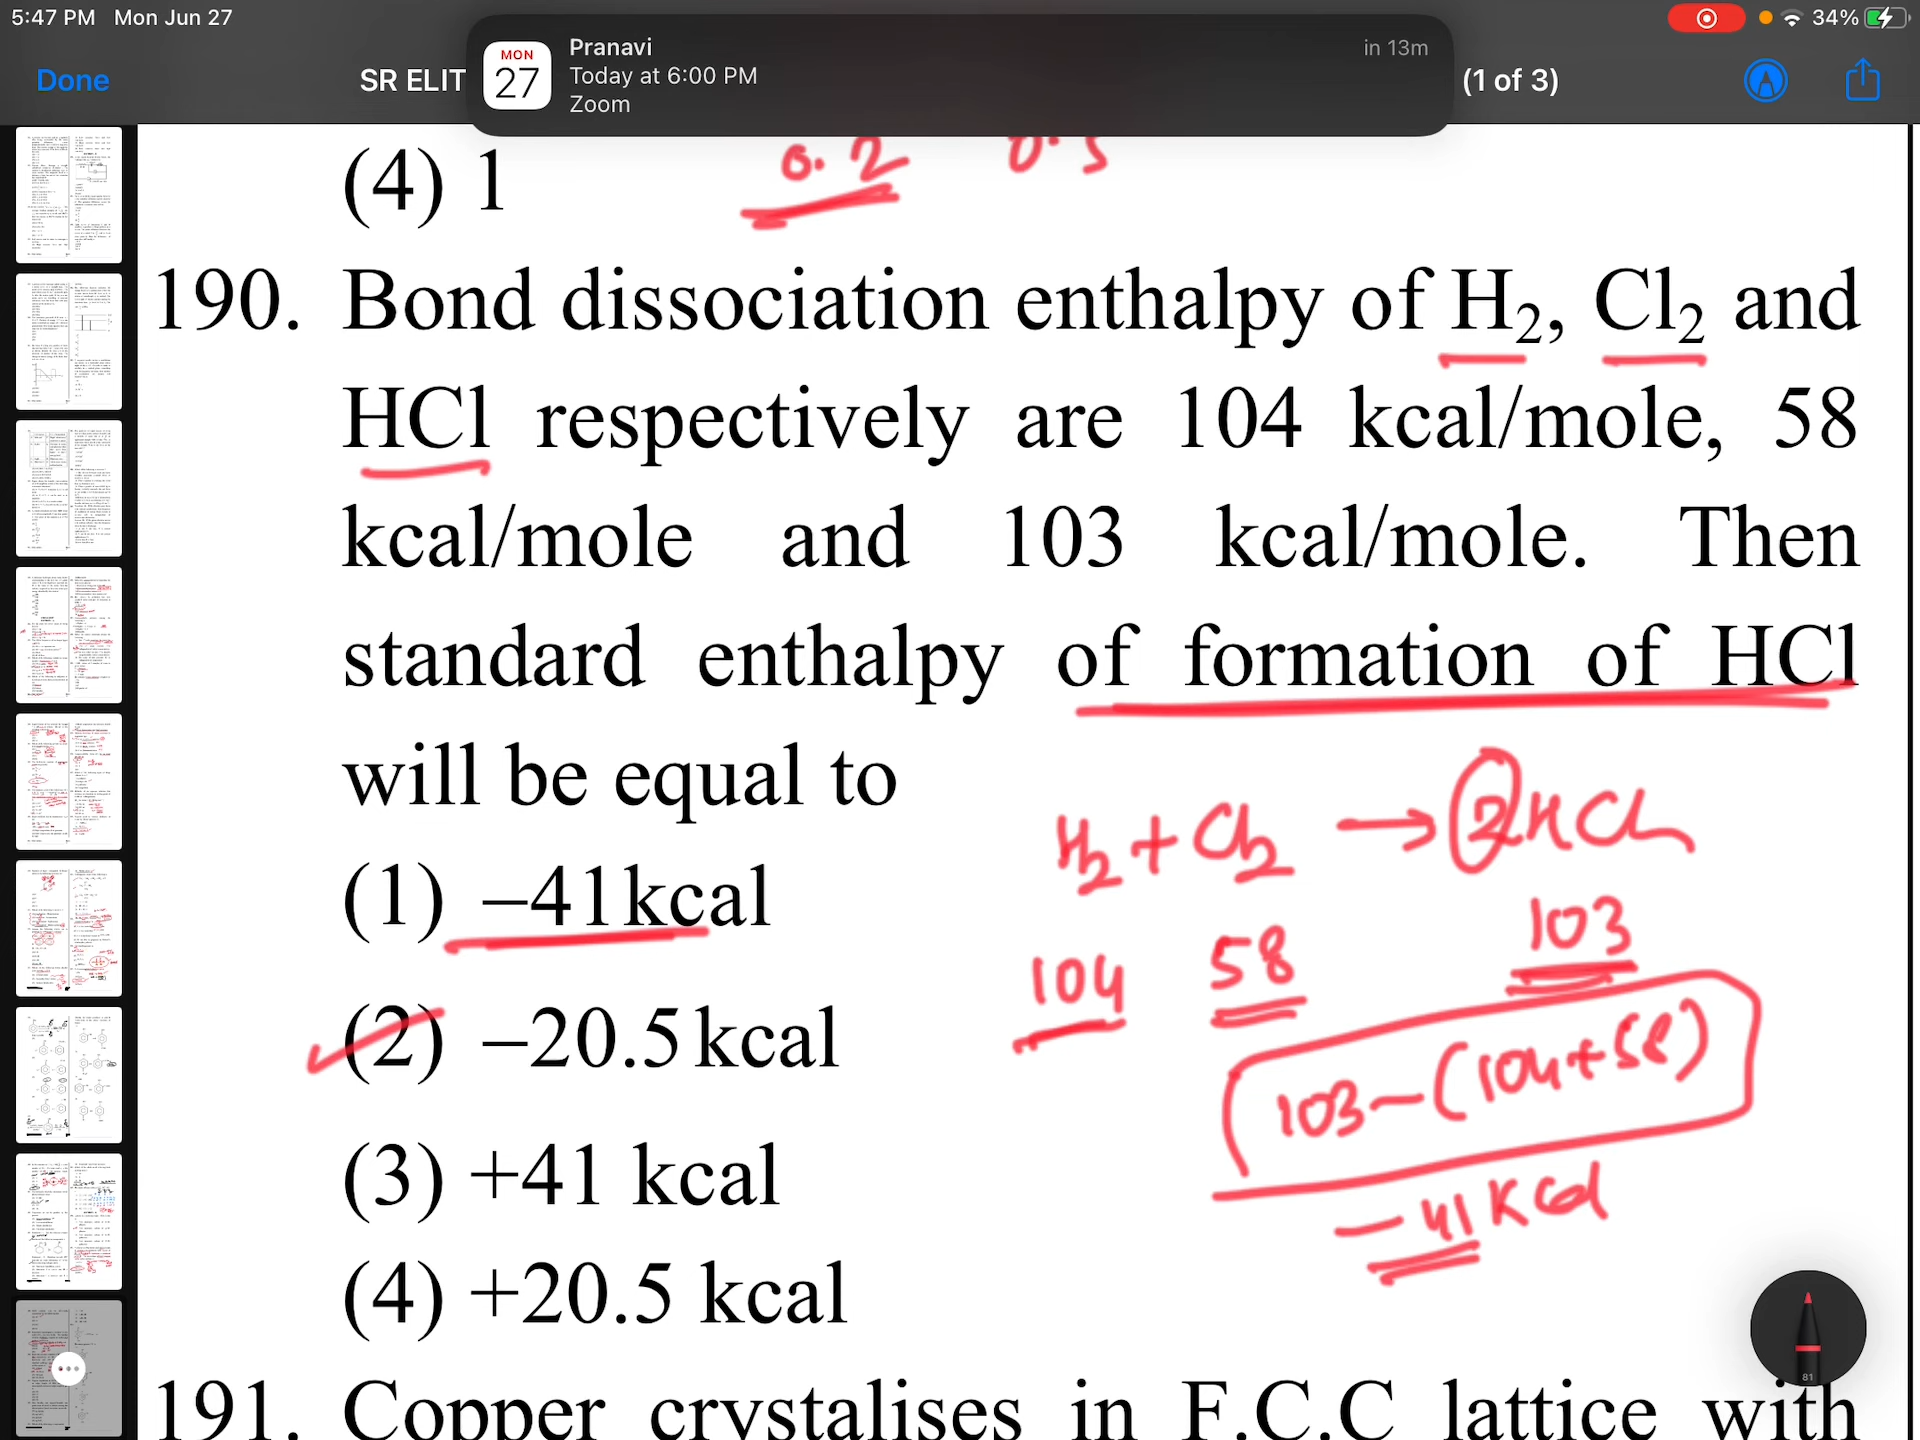 5:47 PM Mon Jun 27
34%
MON
27
Pranavi
in 13m
Today at 6:00 PM
Zoom
Done
SR ELIT
(1 of 3)
(4) 1
0.2
190. Bond dissociation enthalpy of H₂, Cl₂ and
HCl respectively are 104 kcal/mole, 58
kcal/mole and 103 kcal/mole. Then
standard enthalpy of formation of HCl
will be equal to
H₂ + Cl₂ → 2HCl
(1) –41 kcal
104 58 103
(2) –20.5 kcal
103 – (104+58)
(3) +41 kcal
– 41 Kcal
(4) +20.5 kcal
81
191. Copper crystalises in F.C.C lattice with